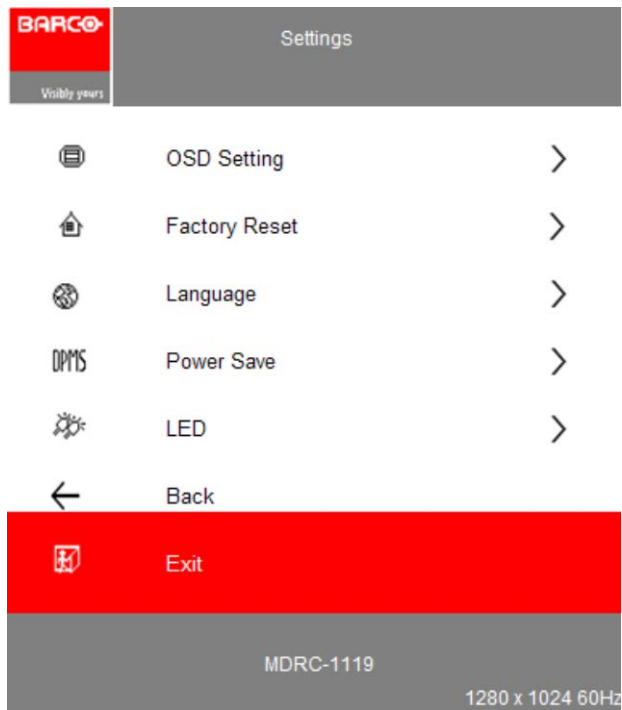 BARCO
Settings
Visibly yours
OSD Setting
Factory Reset
Language
DPMS Power Save
LED
Back
Exit
MDRC-1119
1280 x 1024 60Hz